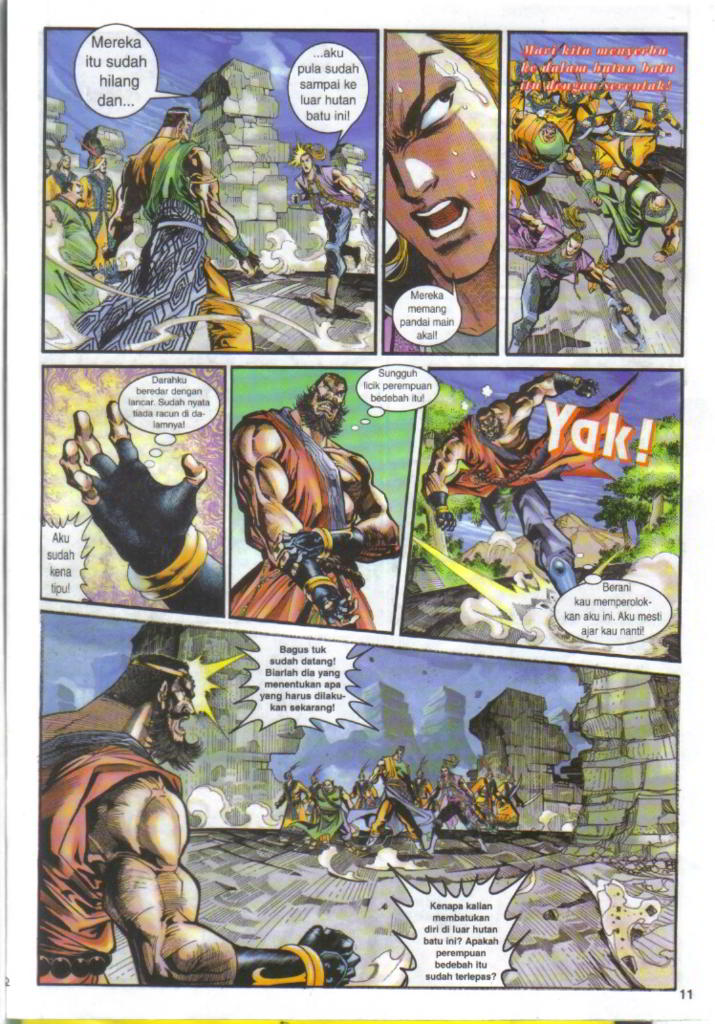 Mereka
itu sudah
hilang
dan...
...aku
pula sudah
sampai ke
luar hutan
batu ini!
Mereka
memang
pandai main
akal!
Mari kita menyerbu
ke dalam hutan batu
itu dengan serentak!
Darahku
beredar dengan
lancar. Sudah nyata
tiada racun di da-
lamnya!
Aku
sudah
kena
tipu!
Sungguh
licik perempuan
bedebah itu!
Yak!
Berani
kau memperolok-
kan aku ini. Aku mesti
ajar kau nanti!
Bagus tuk
sudah datang!
Biarlah dia yang
menentukan apa
yang harus dilaku-
kan sekarang!
Kenapa kalian
membatukan
diri di luar hutan
batu ini? Apakah
perempuan
bedebah itu
sudah terlepas?
2
11